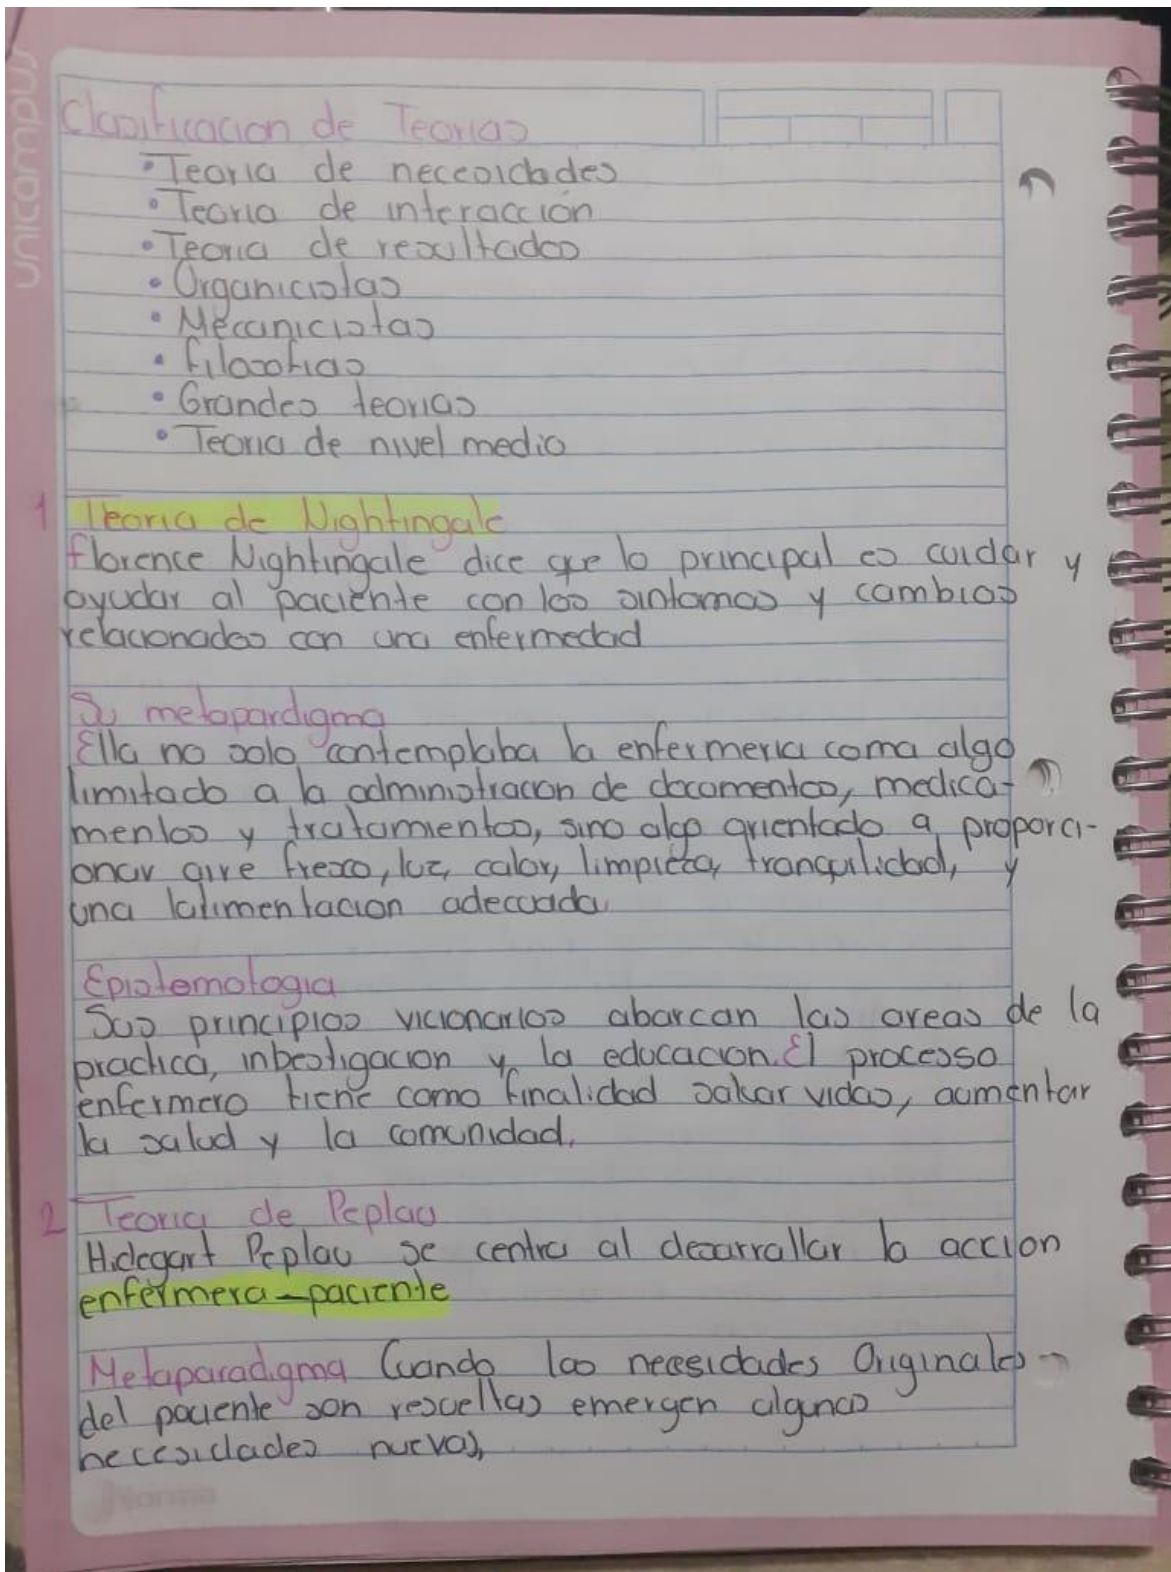 unicampus
Clasificacion de Teorias
• Teoria de necesidades
• Teoria de interacción
• Teoria de resultados
• Organicistas
• Mecanicistas
• filosofias
• Grandes teorias
• Teoria de nivel medio
1 Teoria de Nightingale
florence Nightingale dice que lo principal es cuidar y
ayudar al paciente con los sintomas y cambios
relacionados con una enfermedad
Su metapardigma
Ella no solo contemplaba la enfermeria coma algo
limitado a la administracion de documentos, medica-
mentos y tratamientos, sino algo orientado a proporci-
onar aire fresco, luz, calor, limpieza, tranquilidad, y
una lalimentacion adecuada.
Epistemologia
Sus principios vicionarios abarcan las areas de la
practica, inbestigacion y la educacion. El processo
enfermero tiene como finalidad salvar vidas, aumentar
la salud y la comunidad.
2 Teoria de Peplau
Hidegart Peplau se centra al desarrallar la accion
enfermera-paciente
Metaparadigma Cuando las necesidades Originales
del paciente son resueltas emergen algunas
necesidades nuevas,
Norma